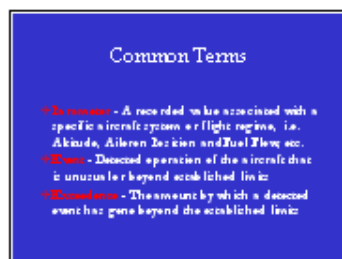 Common Terms
Parameter - A recorded value associated with a
specific aircraft system or flight regime, i.e.
Altitude, Aileron Position and Fuel Flow, etc.
Event - Detected operation of the aircraft that
is unusual or beyond established limits
Exceedence - The amount by which a detected
event has gone beyond the established limits